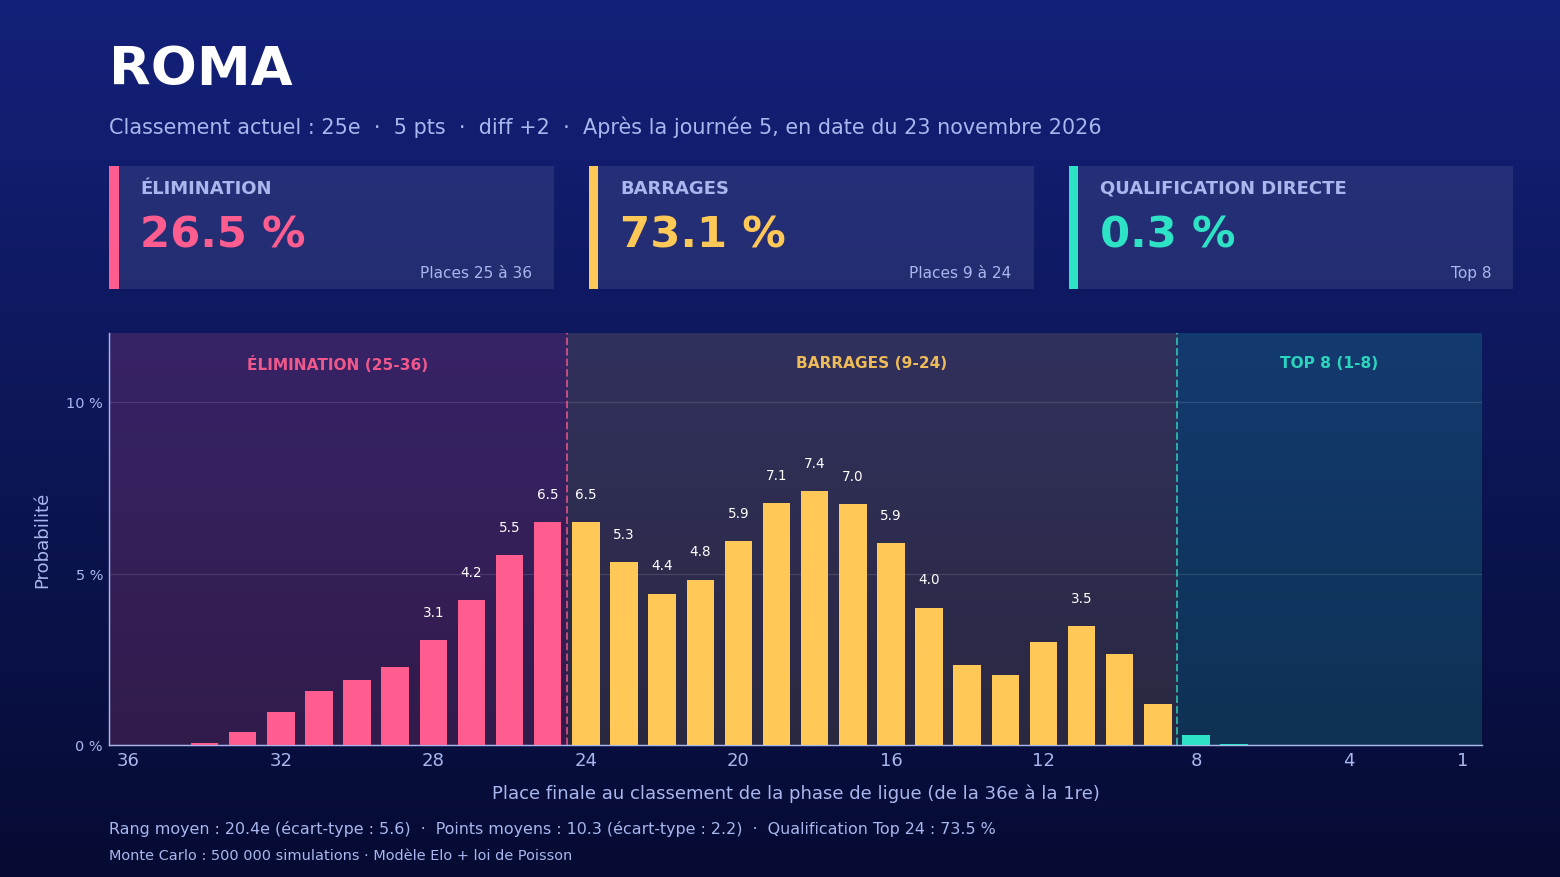 ROMA
Classement actuel : 25e · 5 pts · diff +2 · Après la journée 5, en date du 23 novembre 2026
ÉLIMINATION
26.5 %
Places 25 à 36
BARRAGES
73.1 %
Places 9 à 24
QUALIFICATION DIRECTE
0.3 %
Top 8
ÉLIMINATION (25-36)
BARRAGES (9-24)
TOP 8 (1-8)
Probabilité
10 %
5 %
0 %
3.1
4.2
5.5
6.5
6.5
5.3
4.4
4.8
5.9
7.1
7.4
7.0
5.9
4.0
3.5
36 32 28 24 20 16 12 8 4 1
Place finale au classement de la phase de ligue (de la 36e à la 1re)
Rang moyen : 20.4e (écart-type : 5.6) · Points moyens : 10.3 (écart-type : 2.2) · Qualification Top 24 : 73.5 %
Monte Carlo : 500 000 simulations · Modèle Elo + loi de Poisson